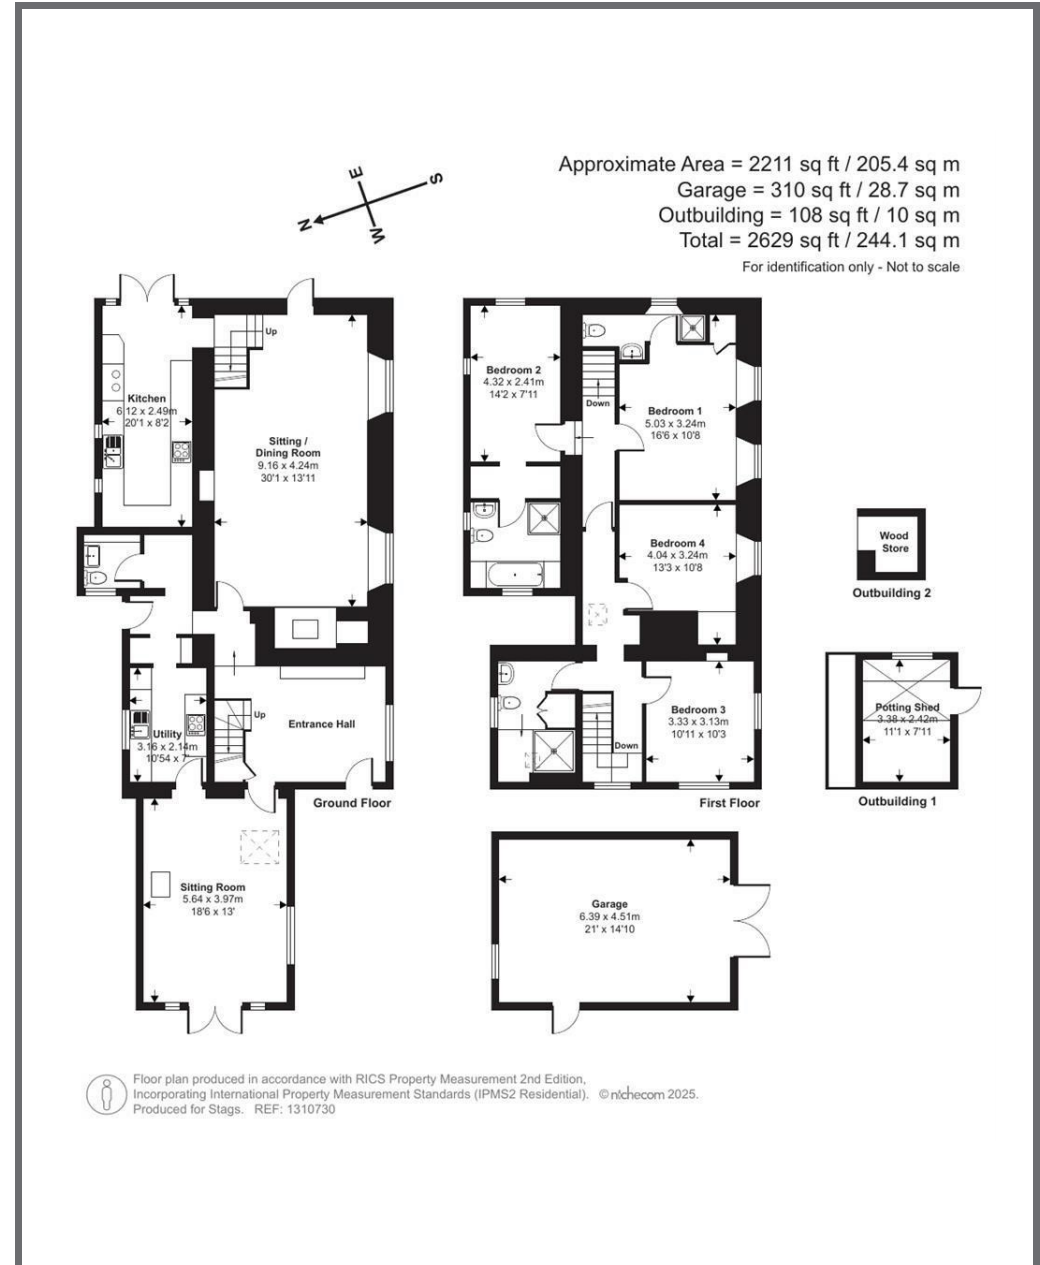 Approximate Area = 2211 sq ft / 205.4 sq m
Garage = 310 sq ft / 28.7 sq m
Outbuilding = 108 sq ft / 10 sq m
Total = 2629 sq ft / 244.1 sq m
For identification only - Not to scale
E
S
N
W
Up
Kitchen
6.12 x 2.49m
20'1 x 8'2
Sitting /
Dining Room
9.16 x 4.24m
30'1 x 13'11
Up
Entrance Hall
Utility
3.16 x 2.14m
10'54 x 7'
Ground Floor
Sitting Room
5.64 x 3.97m
18'6 x 13'
Bedroom 2
4.32 x 2.41m
14'2 x 7'11
Down
Bedroom 1
5.03 x 3.24m
16'6 x 10'8
Bedroom 4
4.04 x 3.24m
13'3 x 10'8
Bedroom 3
3.33 x 3.13m
10'11 x 10'3
Down
First Floor
Wood
Store
Outbuilding 2
Potting Shed
3.38 x 2.42m
11'1 x 7'11
Outbuilding 1
Garage
6.39 x 4.51m
21' x 14'10
Floor plan produced in accordance with RICS Property Measurement 2nd Edition,
Incorporating International Property Measurement Standards (IPMS2 Residential). © nichecom 2025.
Produced for Stags. REF: 1310730